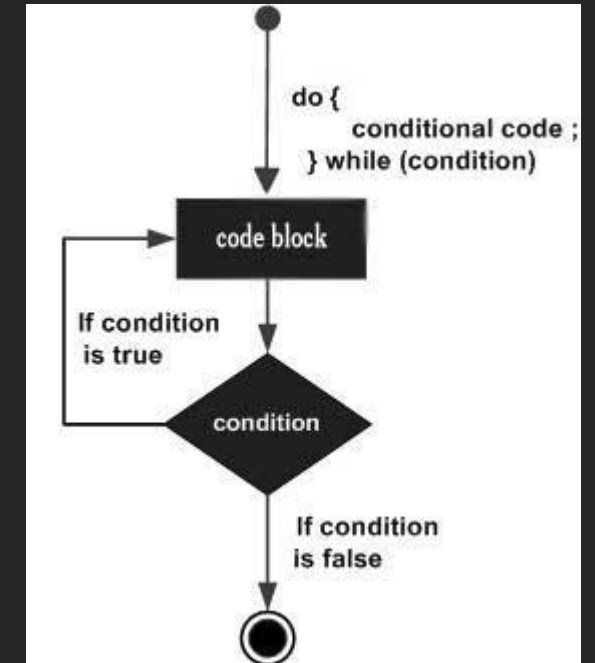 do {
conditional code ;
} while (condition)
code block
If condition
is true
condition
If condition
is false